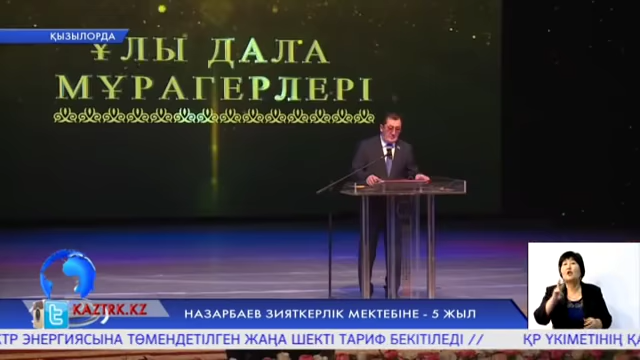 ҚЫЗЫЛОРДА
ҰЛЫ ДАЛА
МҰРАГЕРЛЕРІ
KAZTRK.KZ
НАЗАРБАЕВ ЗИЯТКЕРЛІК МЕКТЕБІНЕ - 5 ЖЫЛ
КТР ЭНЕРГИЯСЫНА ТӨМЕНДЕТІЛГЕН ЖАҢА ШЕКТІ ТАРИФ БЕКІТІЛЕДІ // ҚР ҮКІМЕТІНІҢ Қ